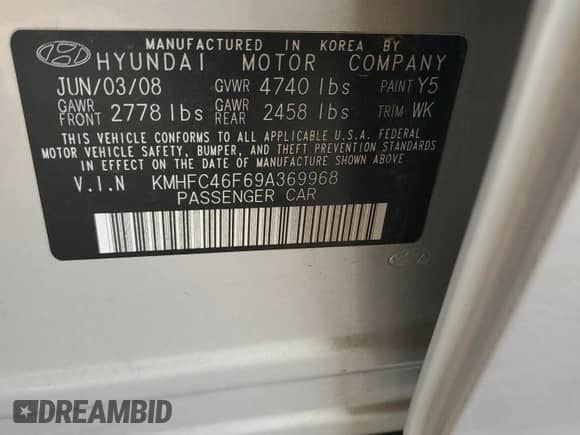 MANUFACTURED IN KOREA BY
HYUNDAI MOTOR COMPANY
JUN/03/08 GVWR 4740 lbs PAINT Y5
GAWR FRONT 2778 lbs GAWR REAR 2458 lbs TRIM WK
THIS VEHICLE CONFORMS TO ALL APPLICABLE U.S.A. FEDERAL
MOTOR VEHICLE SAFETY, BUMPER, AND THEFT PREVENTION STANDARDS
IN EFFECT ON THE DATE OF MANUFACTURE SHOWN ABOVE
V.I.N KMHFC46F69A369968
PASSENGER CAR
DREAMBID